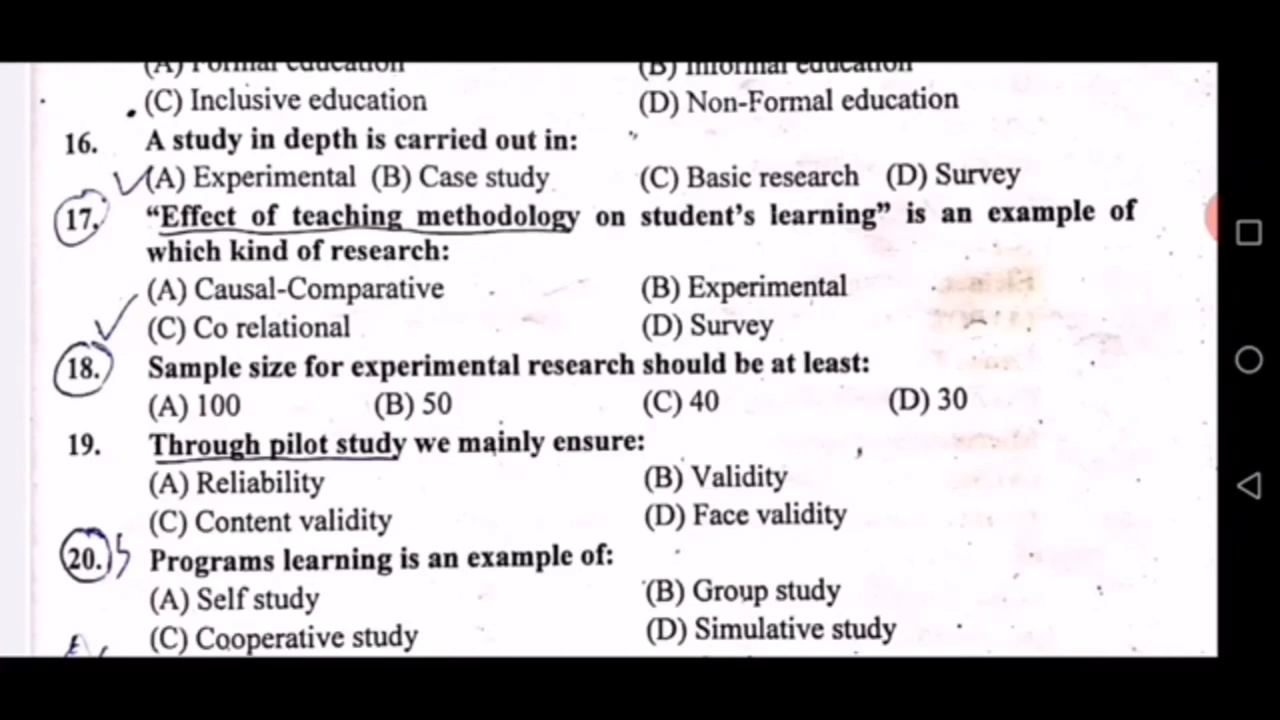 (A) Formal education (B) Informal education
(C) Inclusive education (D) Non-Formal education
16. A study in depth is carried out in:
(A) Experimental (B) Case study (C) Basic research (D) Survey
17. “Effect of teaching methodology on student’s learning” is an example of
which kind of research:
(A) Causal-Comparative (B) Experimental
(C) Co relational (D) Survey
18. Sample size for experimental research should be at least:
(A) 100 (B) 50 (C) 40 (D) 30
19. Through pilot study we mainly ensure:
(A) Reliability (B) Validity
(C) Content validity (D) Face validity
20. Programs learning is an example of:
(A) Self study (B) Group study
(C) Cooperative study (D) Simulative study